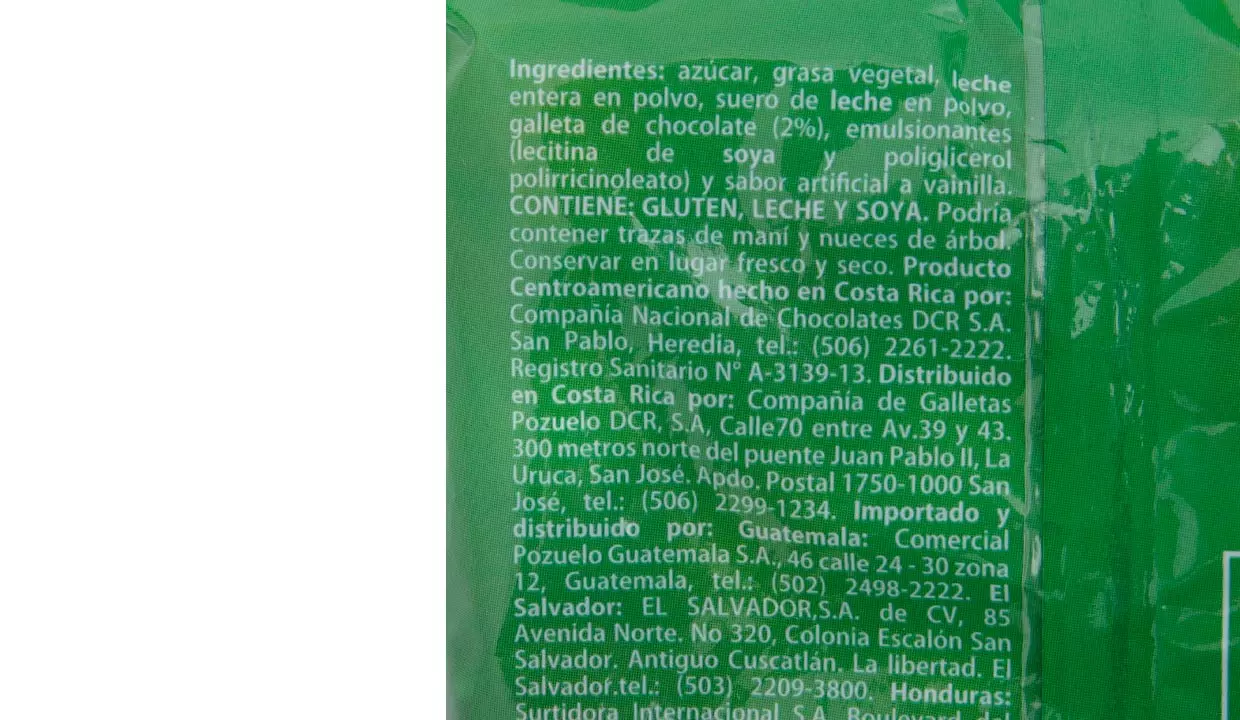 Ingredientes: azúcar, grasa vegetal, leche
entera en polvo, suero de leche en polvo,
galleta de chocolate (2%), emulsionantes
(lecitina de soya y poliglicerol
polirricinoleato) y sabor artificial a vainilla.
CONTIENE: GLUTEN, LECHE Y SOYA. Podría
contener trazas de maní y nueces de árbol.
Conservar en lugar fresco y seco. Producto
Centroamericano hecho en Costa Rica por:
Compañía Nacional de Chocolates DCR S.A.
San Pablo, Heredia, tel.: (506) 2261-2222.
Registro Sanitario N° A-3139-13. Distribuido
en Costa Rica por: Compañía de Galletas
Pozuelo DCR, S.A, Calle70 entre Av.39 y 43.
300 metros norte del puente Juan Pablo II, La
Uruca, San José. Apdo. Postal 1750-1000 San
José, tel.: (506) 2299-1234. Importado y
distribuido por: Guatemala: Comercial
Pozuelo Guatemala S.A., 46 calle 24 - 30 zona
12, Guatemala, tel.: (502) 2498-2222. El
Salvador: EL SALVADOR,S.A. de CV, 85
Avenida Norte. No 320, Colonia Escalón San
Salvador. Antiguo Cuscatlán. La libertad. El
Salvador.tel.: (503) 2209-3800. Honduras:
Surtidora Internacional S.A. Boulevard del